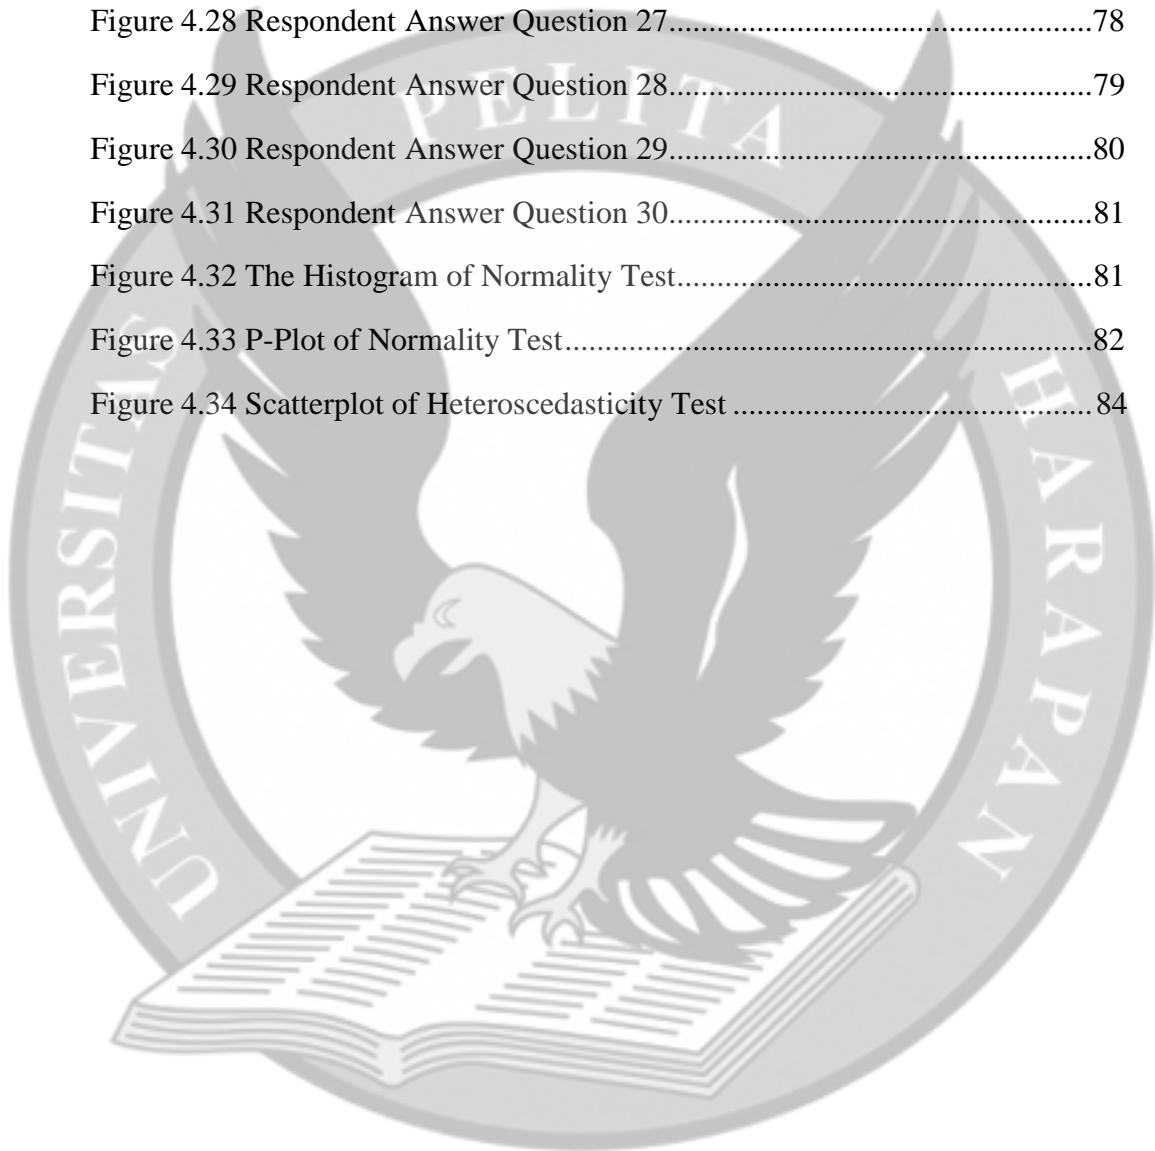 Figure 4.28 Respondent Answer Question 27.....................................................78
Figure 4.29 Respondent Answer Question 28.....................................................79
Figure 4.30 Respondent Answer Question 29.....................................................80
Figure 4.31 Respondent Answer Question 30.....................................................81
Figure 4.32 The Histogram of Normality Test....................................................81
Figure 4.33 P-Plot of Normality Test..................................................................82
Figure 4.34 Scatterplot of Heteroscedasticity Test .............................................84
UNIVERSITAS PELITA HARAPAN